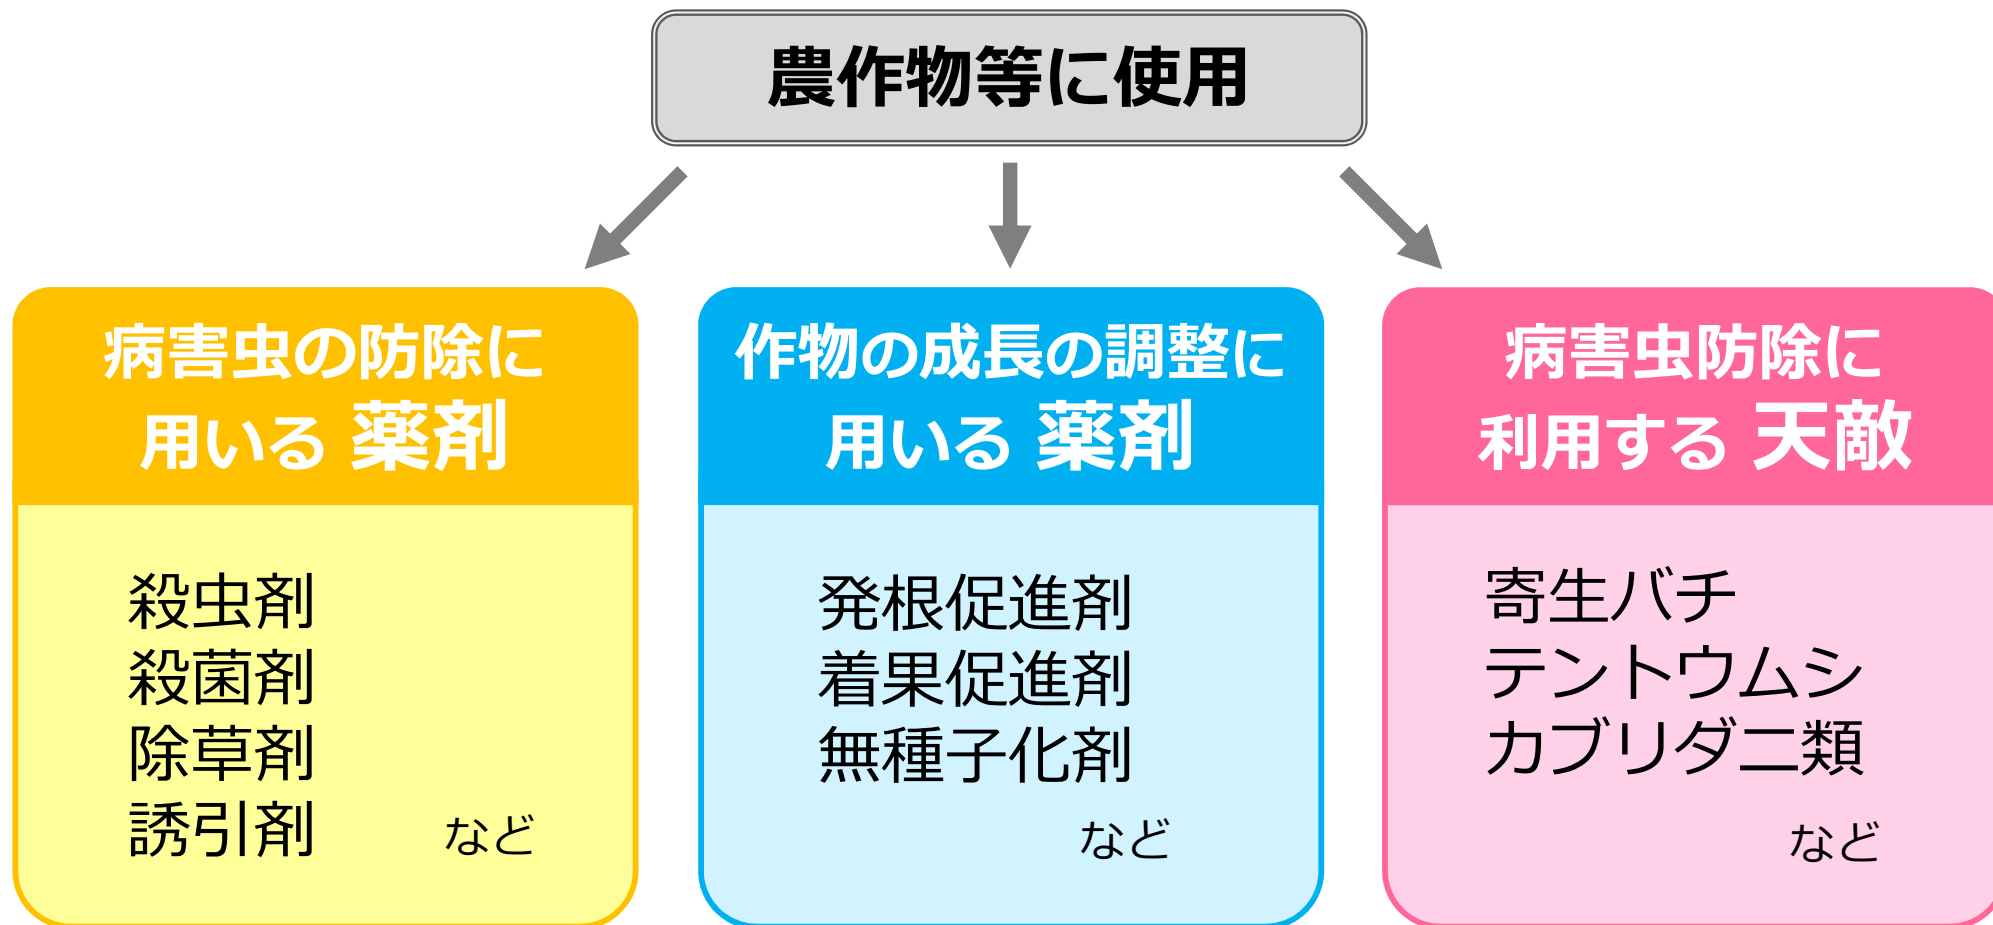 農作物等に使用
病害虫の防除に
用いる 薬剤
殺虫剤
殺菌剤
除草剤
誘引剤 など
作物の成長の調整に
用いる 薬剤
発根促進剤
着果促進剤
無種子化剤
など
病害虫防除に
利用する 天敵
寄生バチ
テントウムシ
カブリダニ類
など